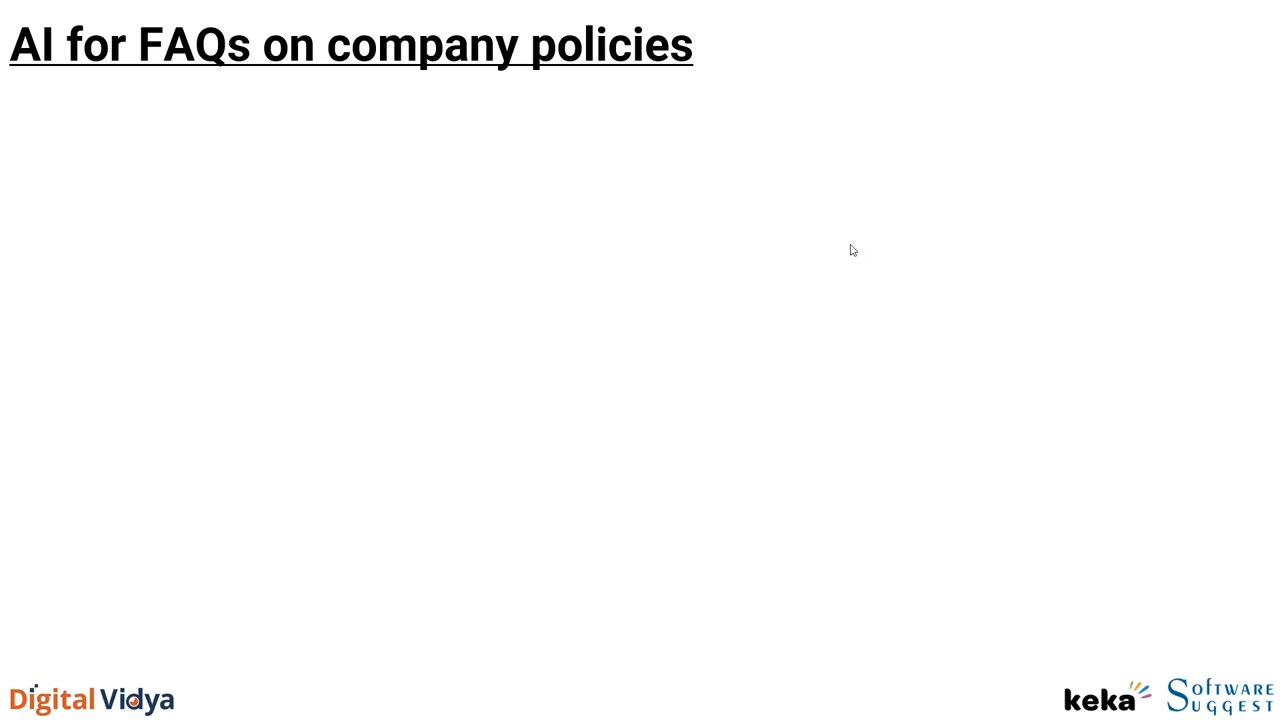 AI for FAQs on company policies
Digital Vidya
keka
SOFTWARE
SUGGEST